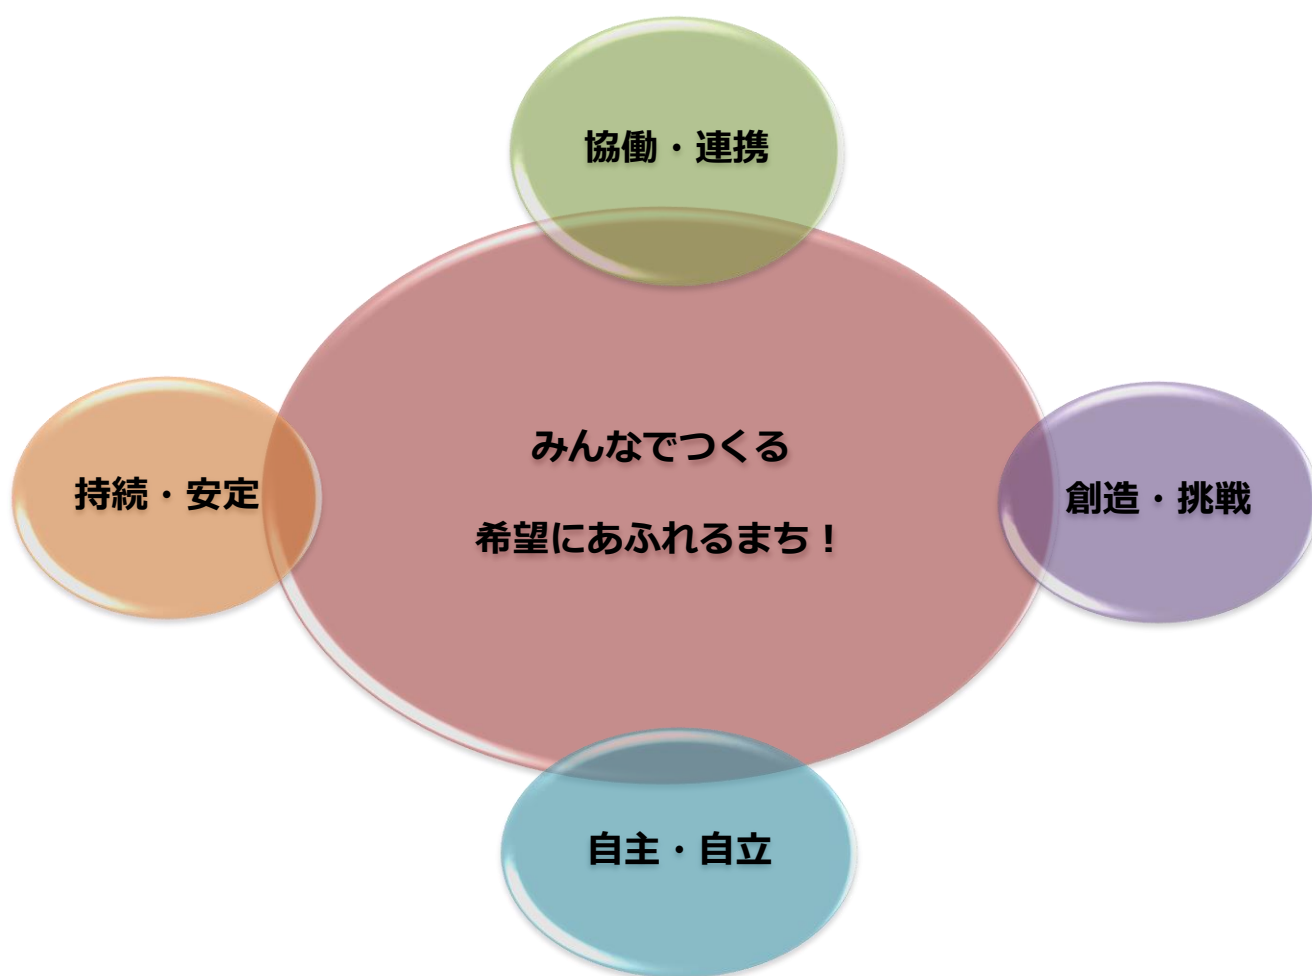 協働・連携
みんなでつくる
持続・安定
創造・挑戦
希望にあふれるまち！
自主・自立